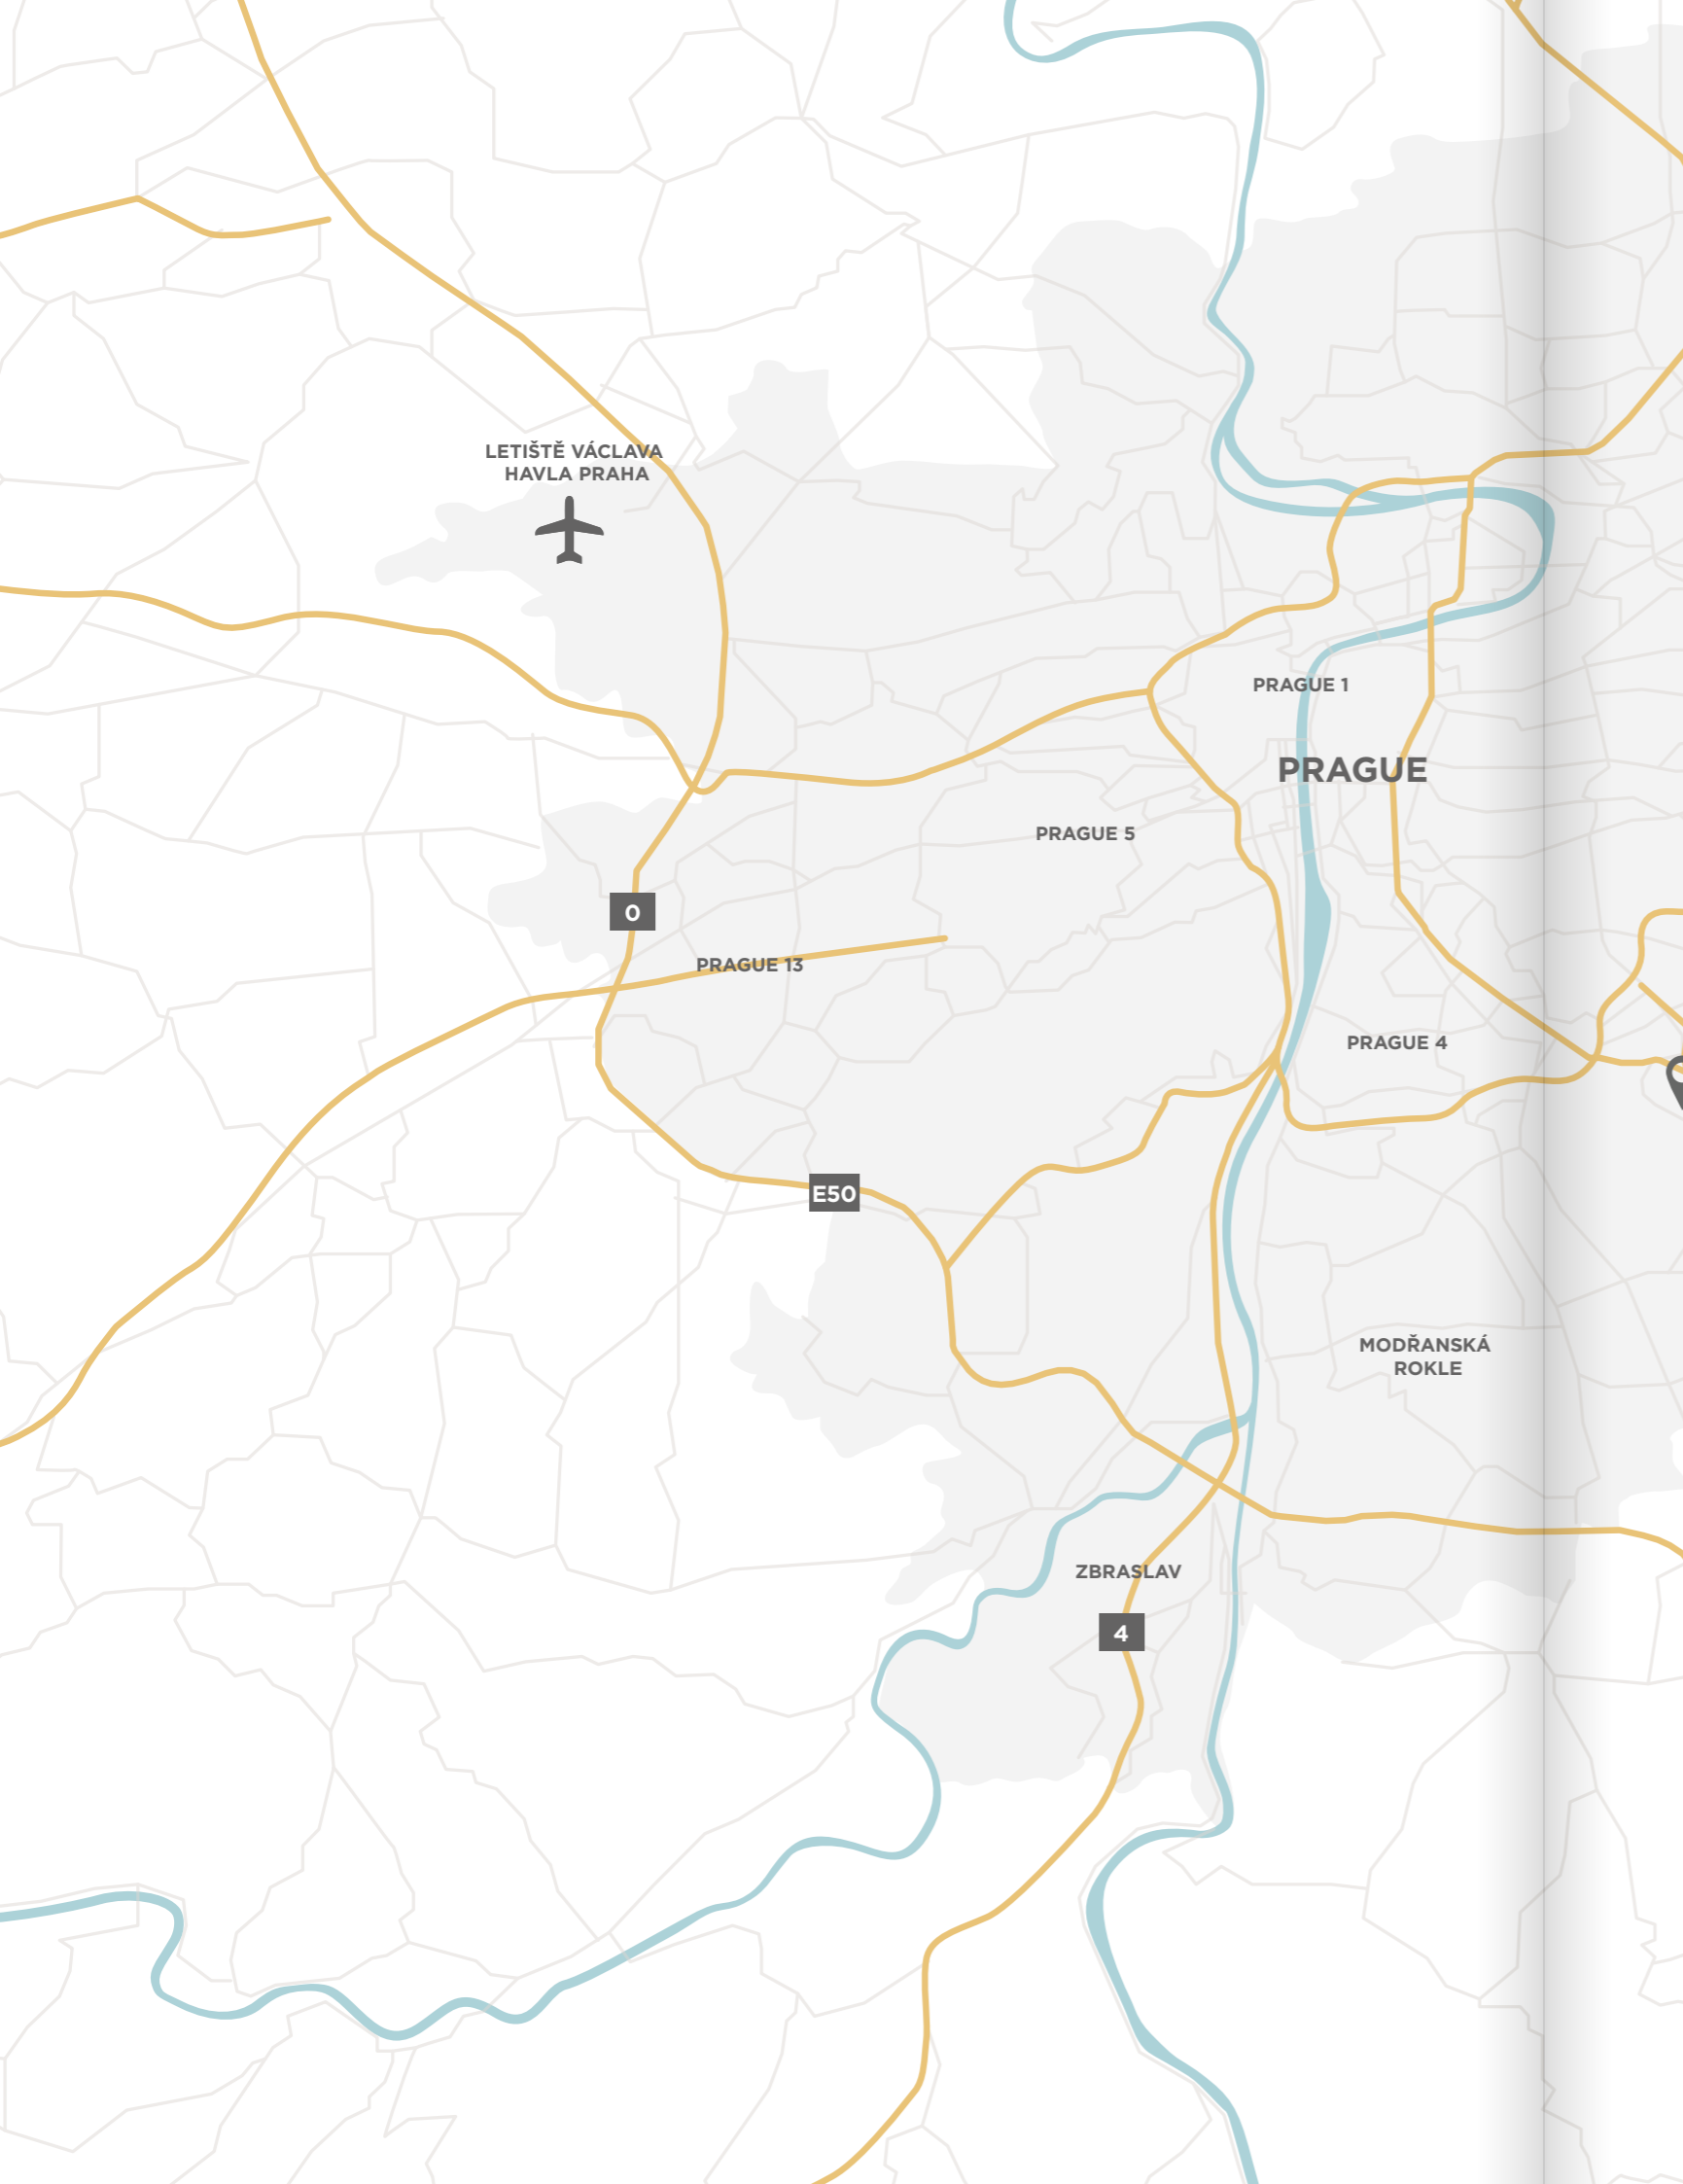 LETIŠTĚ VÁCLAVA
HAVLA PRAHA
PRAGUE 1
PRAGUE
PRAGUE 5
0
PRAGUE 13
PRAGUE 4
E50
MODŘANSKÁ
ROKLE
ZBRASLAV
4